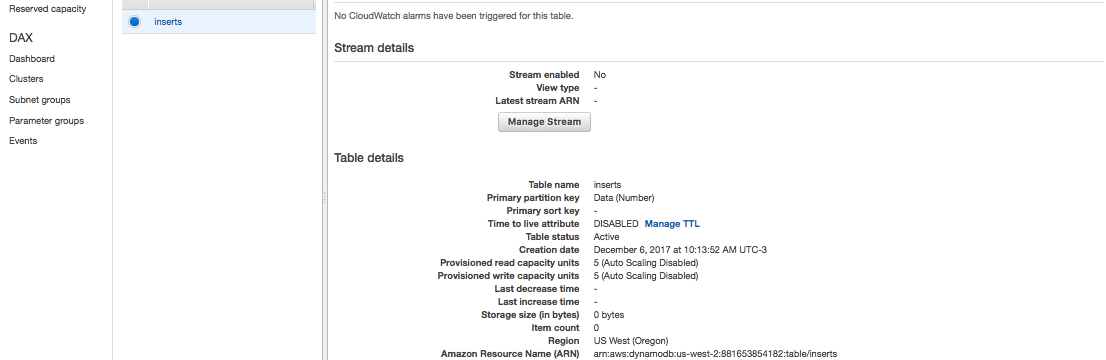 Reserved capacity
DAX
Dashboard
Clusters
Subnet groups
Parameter groups
Events
inserts
No CloudWatch alarms have been triggered for this table.
Stream details
Stream enabled No
View type -
Latest stream ARN -
Manage Stream
Table details
Table name inserts
Primary partition key Data (Number)
Primary sort key -
Time to live attribute DISABLED Manage TTL
Table status Active
Creation date December 6, 2017 at 10:13:52 AM UTC-3
Provisioned read capacity units 5 (Auto Scaling Disabled)
Provisioned write capacity units 5 (Auto Scaling Disabled)
Last decrease time -
Last increase time -
Storage size (in bytes) 0 bytes
Item count 0
Region US West (Oregon)
Amazon Resource Name (ARN) arn:aws:dynamodb:us-west-2:881653854182:table/inserts